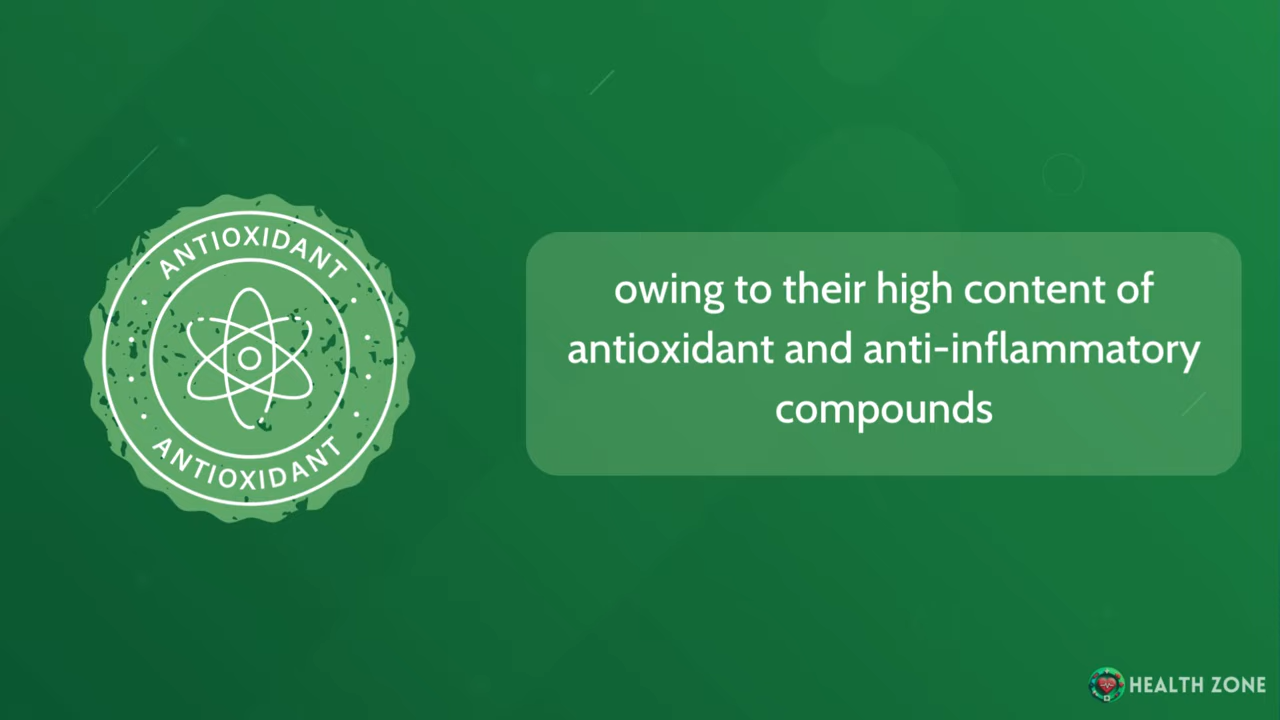 ANTIOXIDANT
ANTIOXIDANT
owing to their high content of
antioxidant and anti-inflammatory
compounds
HEALTH ZONE